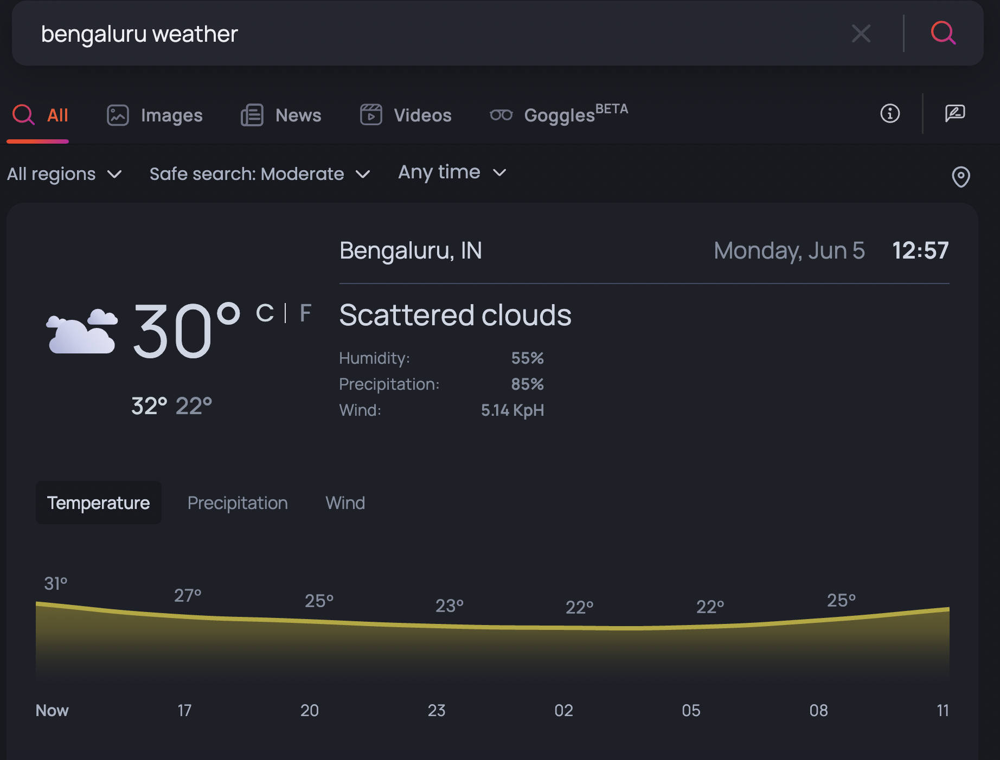 bengaluru weather
All Images News Videos Goggles BETA
All regions Safe search: Moderate Any time
Bengaluru, IN Monday, Jun 5 12:57
30° C | F Scattered clouds
Humidity: 55%
Precipitation: 85%
32° 22° Wind: 5.14 KpH
Temperature Precipitation Wind
31° 27° 25° 23° 22° 22° 25°
Now 17 20 23 02 05 08 11